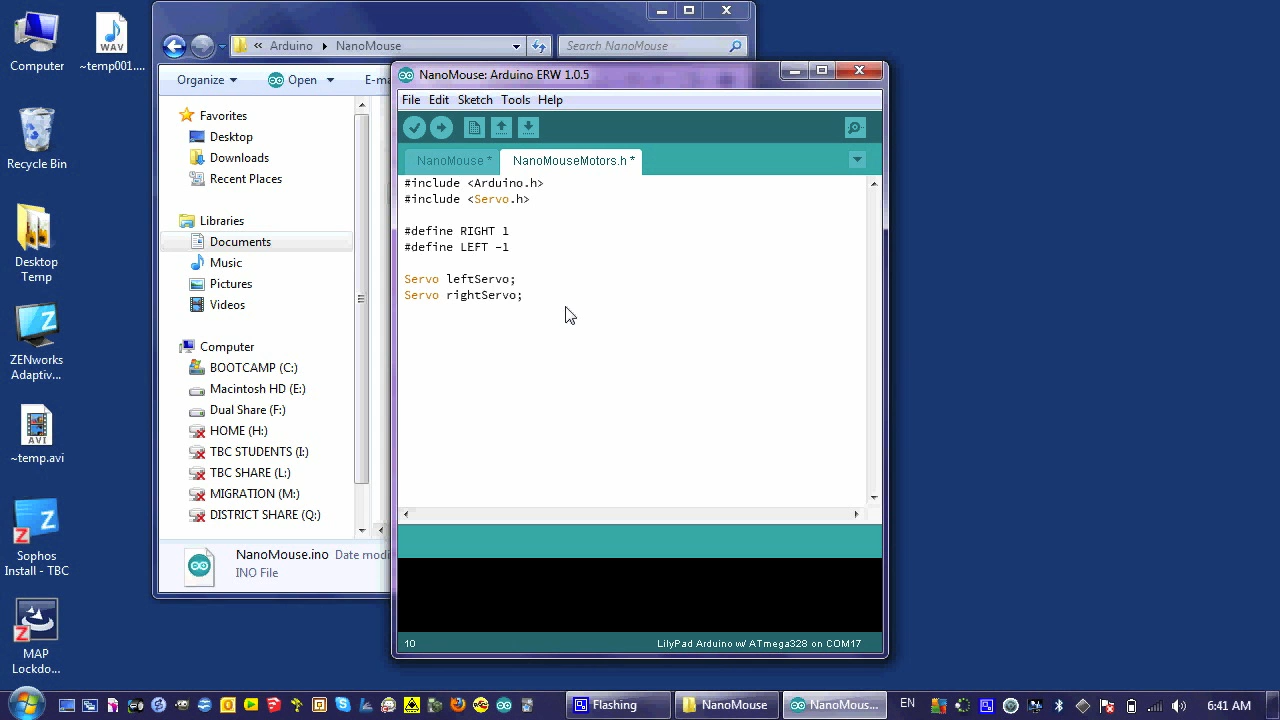 Computer
~temp001....
WAV
Recycle Bin
Desktop
Temp
ZENworks
Adaptiv...
AVI
~temp.avi
Sophos
Install - TBC
MAP
Lockdo...
« Arduino NanoMouse
Search NanoMouse
Organize
Open
E-ma
Favorites
Desktop
Downloads
Recent Places
Libraries
Documents
Music
Pictures
Videos
Computer
BOOTCAMP (C:)
Macintosh HD (E:)
Dual Share (F:)
HOME (H:)
TBC STUDENTS (I:)
TBC SHARE (L:)
MIGRATION (M:)
DISTRICT SHARE (Q:)
NanoMouse.ino Date modi
INO File
NanoMouse: Arduino ERW 1.0.5
File Edit Sketch Tools Help
NanoMouse * NanoMouseMotors.h *
#include <Arduino.h>
#include <Servo.h>
#define RIGHT 1
#define LEFT -1
Servo leftServo;
Servo rightServo;
10
LilyPad Arduino w/ ATmega328 on COM17
Flashing
NanoMouse
NanoMous...
EN
6:41 AM